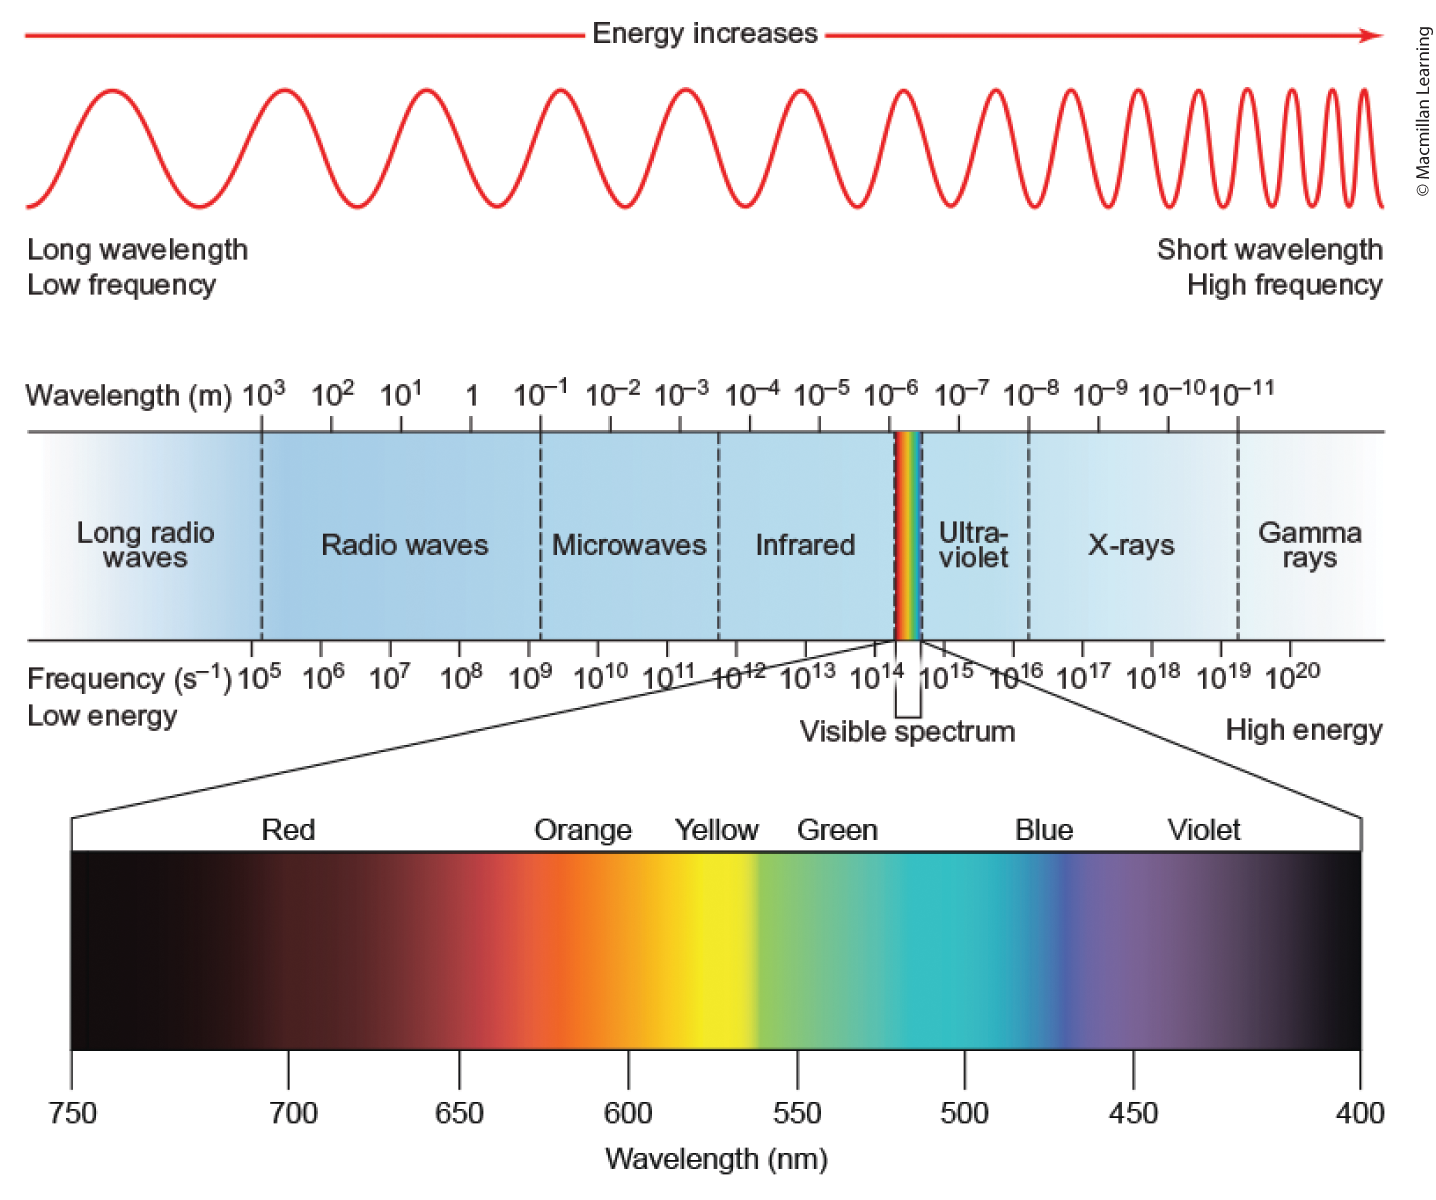 Energy increases
© Macmillan Learning
Long wavelength
Low frequency
Short wavelength
High frequency
Wavelength (m) 10³ 10² 10¹ 1 10⁻¹ 10⁻² 10⁻³ 10⁻⁴ 10⁻⁵ 10⁻⁶ 10⁻⁷ 10⁻⁸ 10⁻⁹ 10⁻¹⁰ 10⁻¹¹
Long radio
waves
Radio waves
Microwaves
Infrared
Ultra-
violet
X-rays
Gamma
rays
Frequency (s⁻¹) 10⁵ 10⁶ 10⁷ 10⁸ 10⁹ 10¹⁰ 10¹¹ 10¹² 10¹³ 10¹⁴ 10¹⁵ 10¹⁶ 10¹⁷ 10¹⁸ 10¹⁹ 10²⁰
Low energy
Visible spectrum
High energy
Red Orange Yellow Green Blue Violet
750 700 650 600 550 500 450 400
Wavelength (nm)